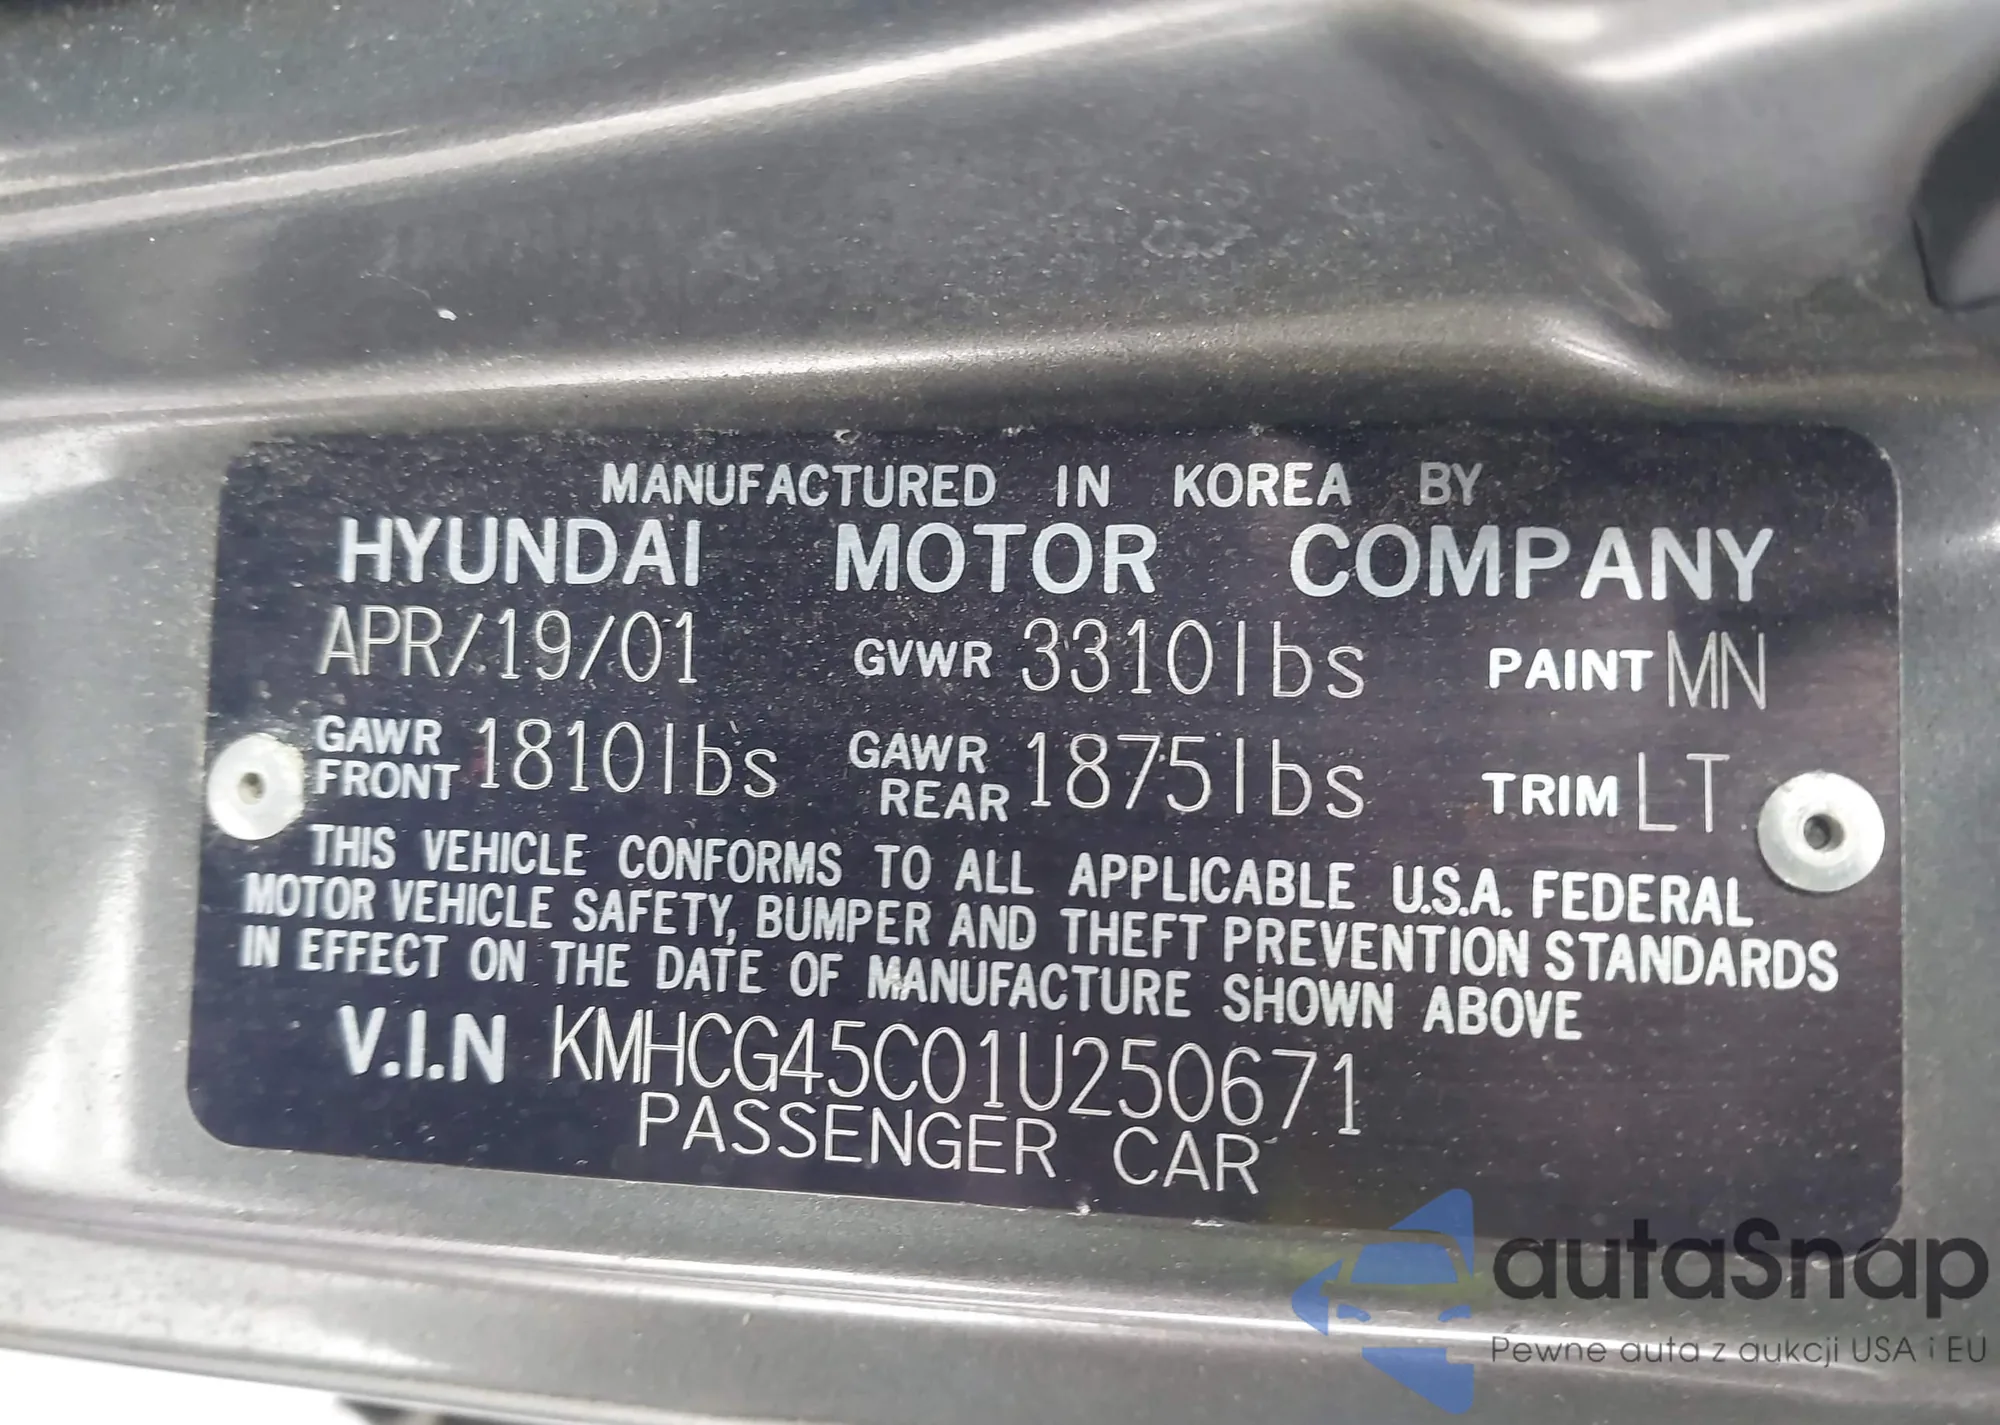 MANUFACTURED IN KOREA BY
HYUNDAI MOTOR COMPANY
APR/19/01 GVWR 3310lbs PAINT MN
GAWR FRONT 1810lbs GAWR REAR 1875lbs TRIM LT
THIS VEHICLE CONFORMS TO ALL APPLICABLE U.S.A. FEDERAL
MOTOR VEHICLE SAFETY, BUMPER AND THEFT PREVENTION STANDARDS
IN EFFECT ON THE DATE OF MANUFACTURE SHOWN ABOVE
V.I.N KMHCG45C01U250671
PASSENGER CAR
autaSnap
Pewne auta z aukcji USA i EU